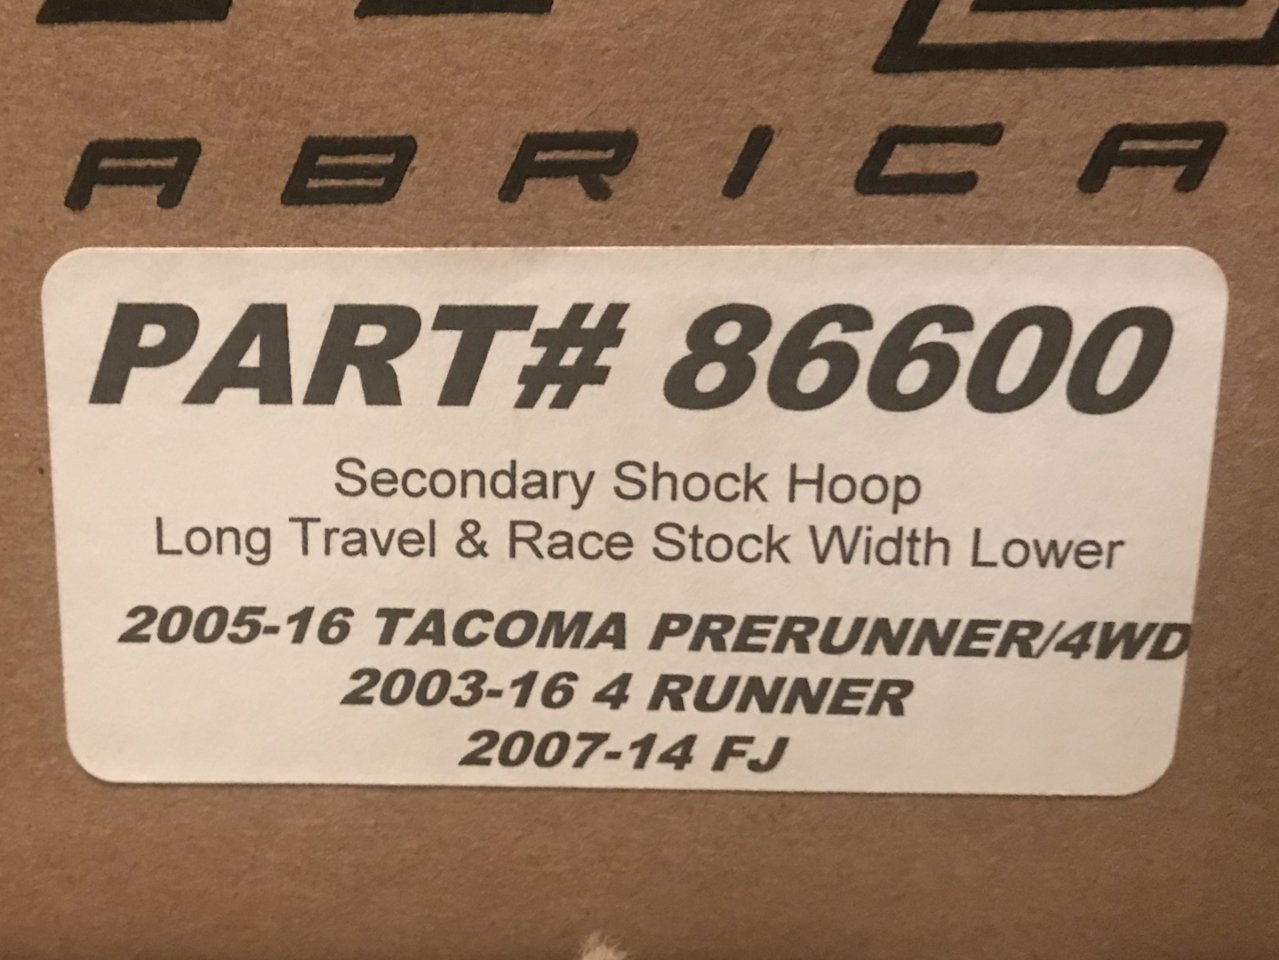 ABRICA
PART# 86600
Secondary Shock Hoop
Long Travel & Race Stock Width Lower
2005-16 TACOMA PRERUNNER/4WD
2003-16 4 RUNNER
2007-14 FJ